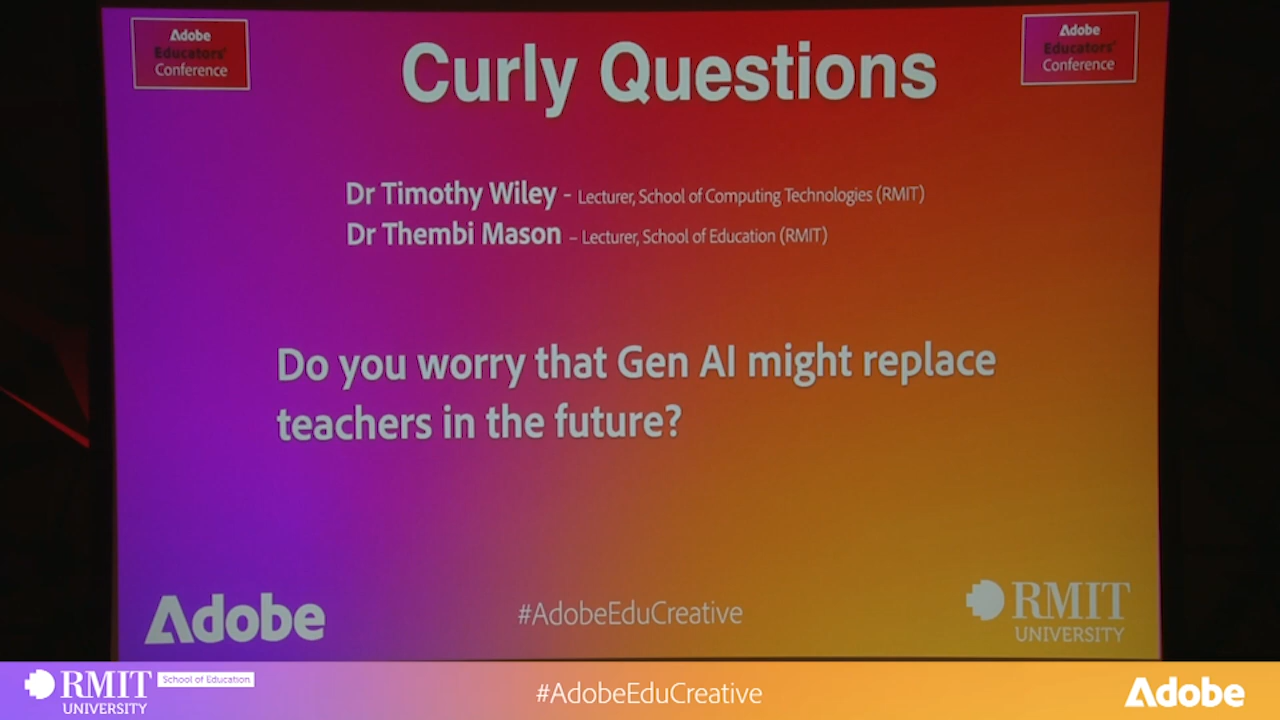 Adobe
Educators'
Conference
Curly Questions
Adobe
Educators'
Conference
Dr Timothy Wiley - Lecturer, School of Computing Technologies (RMIT)
Dr Thembi Mason – Lecturer, School of Education (RMIT)
Do you worry that Gen AI might replace
teachers in the future?
Adobe
#AdobeEduCreative
RMIT
UNIVERSITY
RMIT
UNIVERSITY
School of Education
#AdobeEduCreative
Adobe